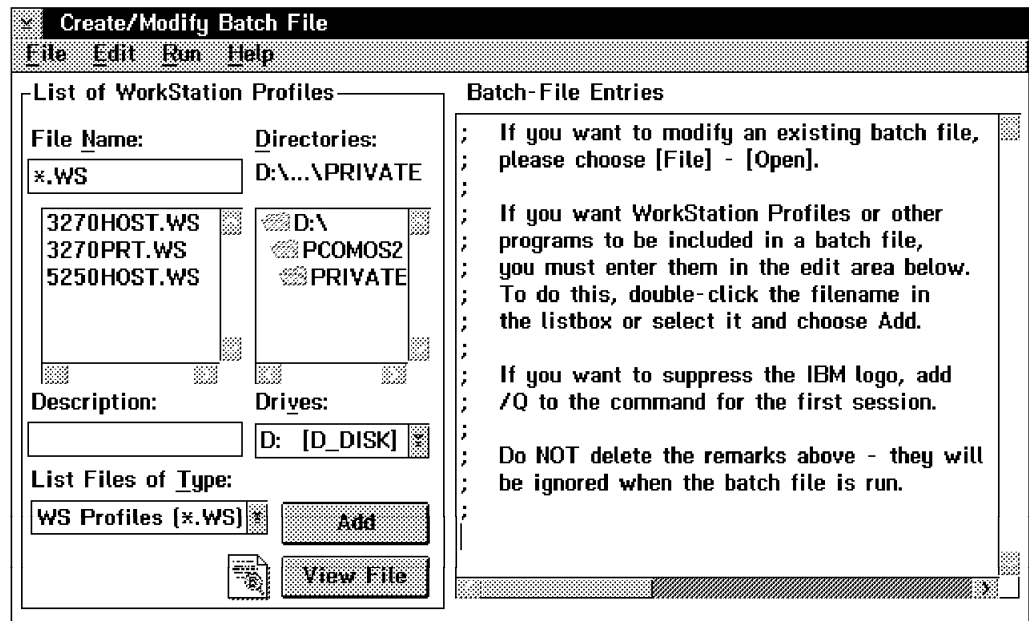 Create/Modify Batch File
File Edit Run Help
List of WorkStation Profiles
File Name:
*.WS
3270HOST.WS
3270PRT.WS
5250HOST.WS
Directories:
D:\...\PRIVATE
D:\
PCOMOS2
PRIVATE
Description:
Drives:
D: [D_DISK]
List Files of Type:
WS Profiles (*.WS)
Add
View File
Batch-File Entries
; If you want to modify an existing batch file,
; please choose [File] - [Open].
;
; If you want WorkStation Profiles or other
; programs to be included in a batch file,
; you must enter them in the edit area below.
; To do this, double-click the filename in
; the listbox or select it and choose Add.
;
; If you want to suppress the IBM logo, add
; /Q to the command for the first session.
;
; Do NOT delete the remarks above - they will
; be ignored when the batch file is run.
;